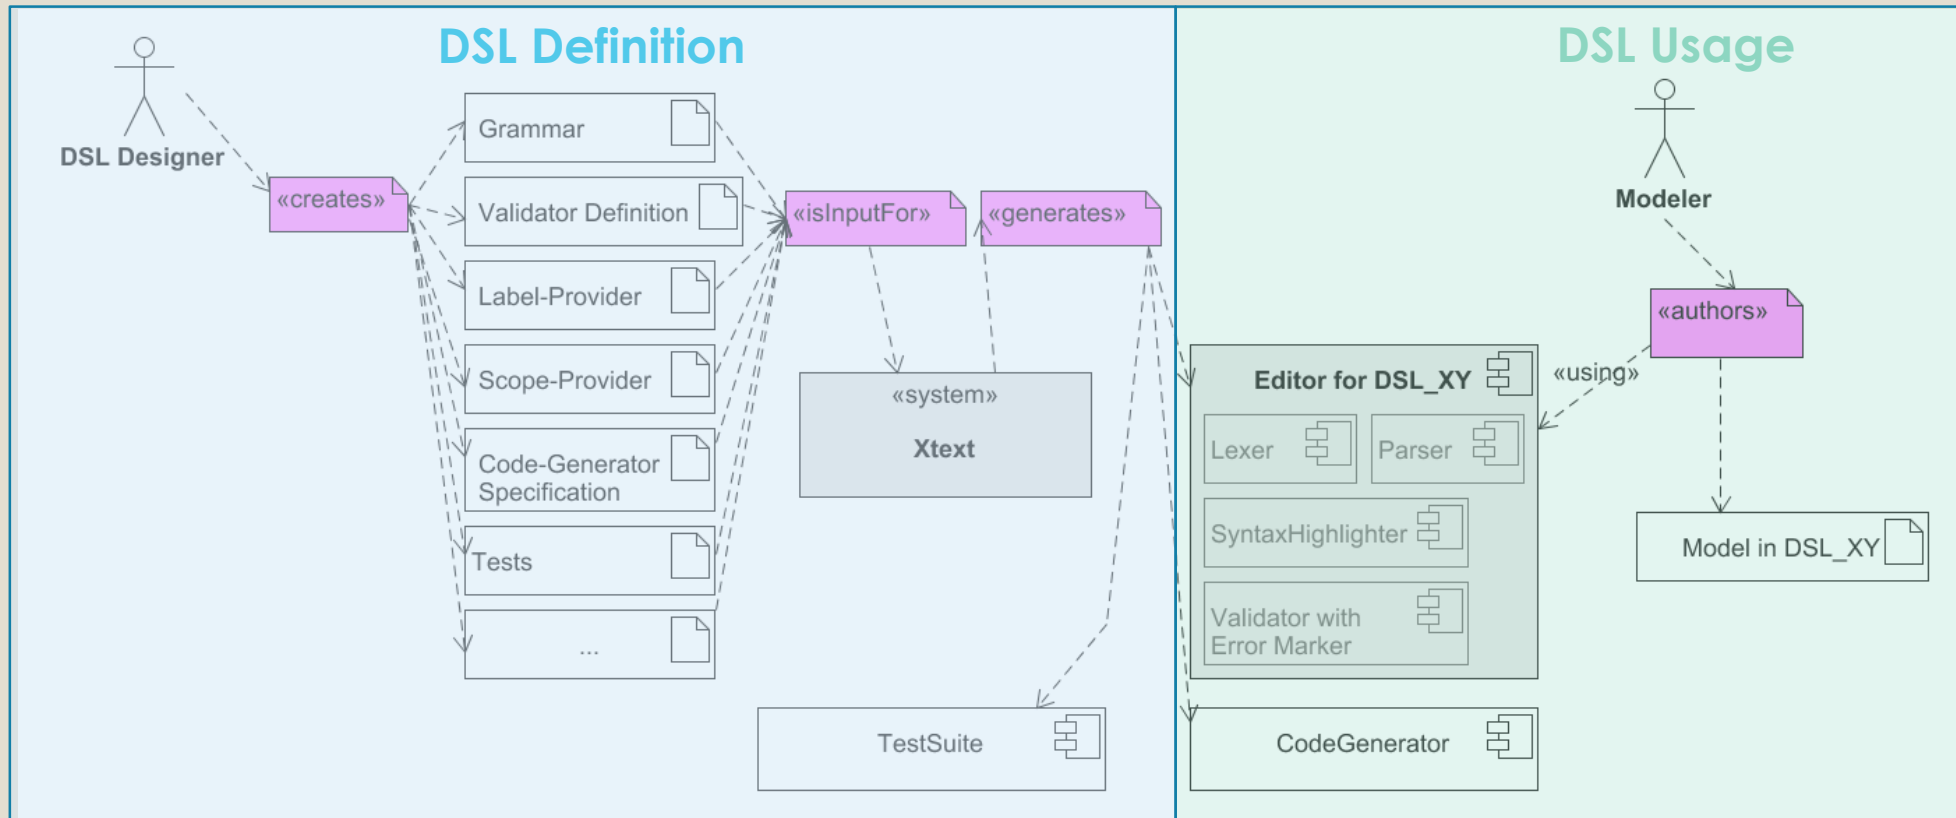 DSL Definition
DSL Designer
«creates»
Grammar
Validator Definition
Label-Provider
Scope-Provider
Code-Generator
Specification
Tests
...
«isInputFor»
«generates»
«system»
Xtext
TestSuite
DSL Usage
Modeler
«authors»
«using»
Editor for DSL_XY
Lexer
Parser
SyntaxHighlighter
Validator with
Error Marker
Model in DSL_XY
CodeGenerator